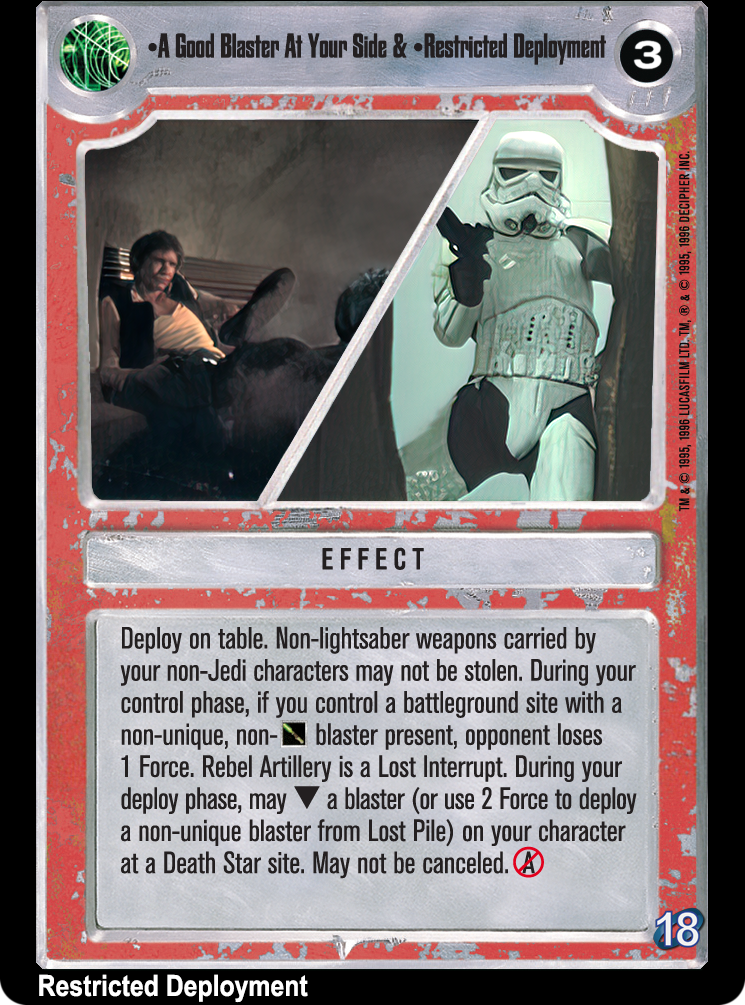 •A Good Blaster At Your Side & •Restricted Deployment
3
TM & © 1995, 1996 LUCASFILM LTD. TM, ® & © 1995, 1996 DECIPHER INC.
EFFECT
Deploy on table. Non-lightsaber weapons carried by
your non-Jedi characters may not be stolen. During your
control phase, if you control a battleground site with a
non-unique, non- blaster present, opponent loses
1 Force. Rebel Artillery is a Lost Interrupt. During your
deploy phase, may ▼ a blaster (or use 2 Force to deploy
a non-unique blaster from Lost Pile) on your character
at a Death Star site. May not be canceled. A
18
Restricted Deployment